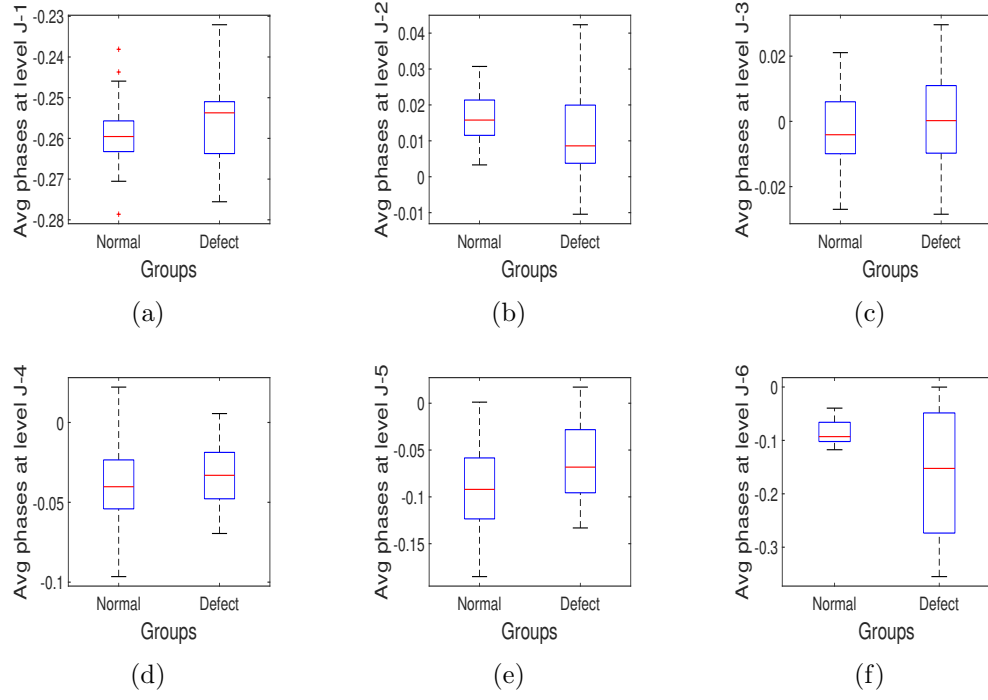 Avg phases at level J-1
-0.23
-0.24
-0.25
-0.26
-0.27
-0.28
Normal Defect
Groups
(a)
Avg phases at level J-2
0.04
0.03
0.02
0.01
0
-0.01
Normal Defect
Groups
(b)
Avg phases at level J-3
0.02
0
-0.02
Normal Defect
Groups
(c)
Avg phases at level J-4
0
-0.05
-0.1
Normal Defect
Groups
(d)
Avg phases at level J-5
0
-0.05
-0.1
-0.15
Normal Defect
Groups
(e)
Avg phases at level J-6
0
-0.1
-0.2
-0.3
Normal Defect
Groups
(f)